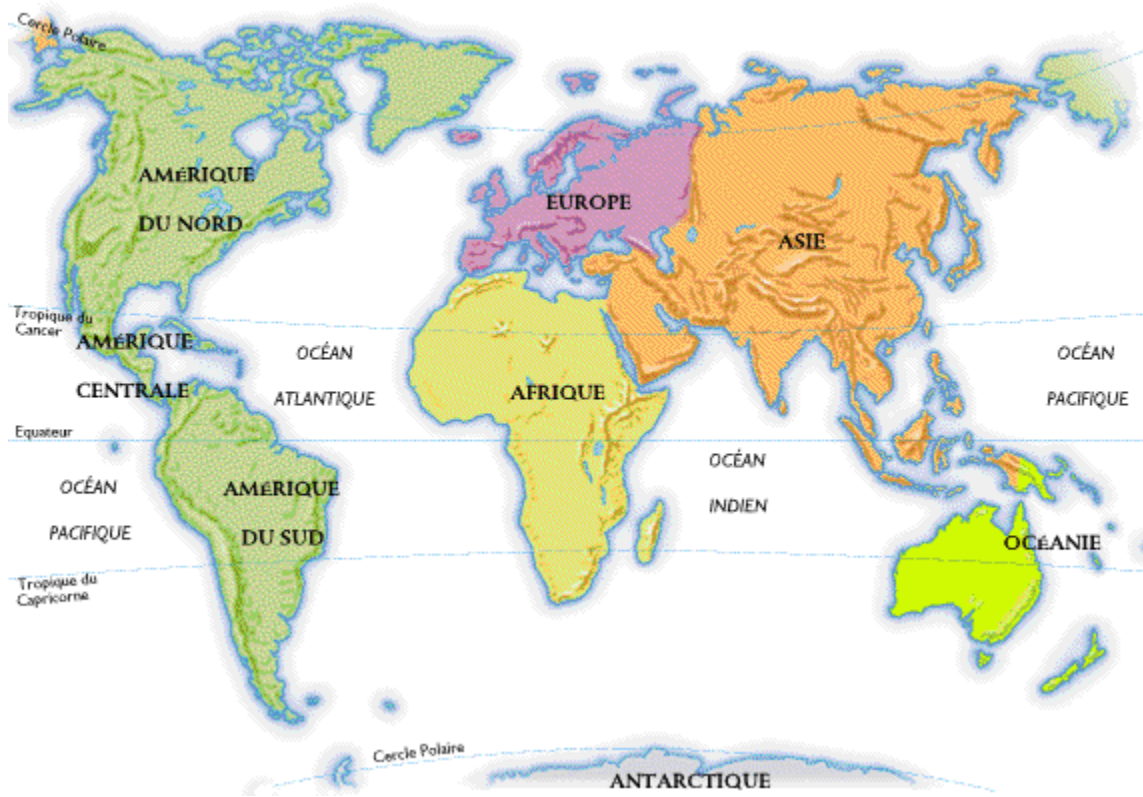 Cercle Polaire
AMÉRIQUE
DU NORD
EUROPE
ASIE
Tropique du
Cancer
AMÉRIQUE
CENTRALE
OCÉAN
ATLANTIQUE
AFRIQUE
OCÉAN
PACIFIQUE
Equateur
OCÉAN
PACIFIQUE
AMÉRIQUE
DU SUD
OCÉAN
INDIEN
OCÉANIE
Tropique du
Capricorne
Cercle Polaire
ANTARCTIQUE